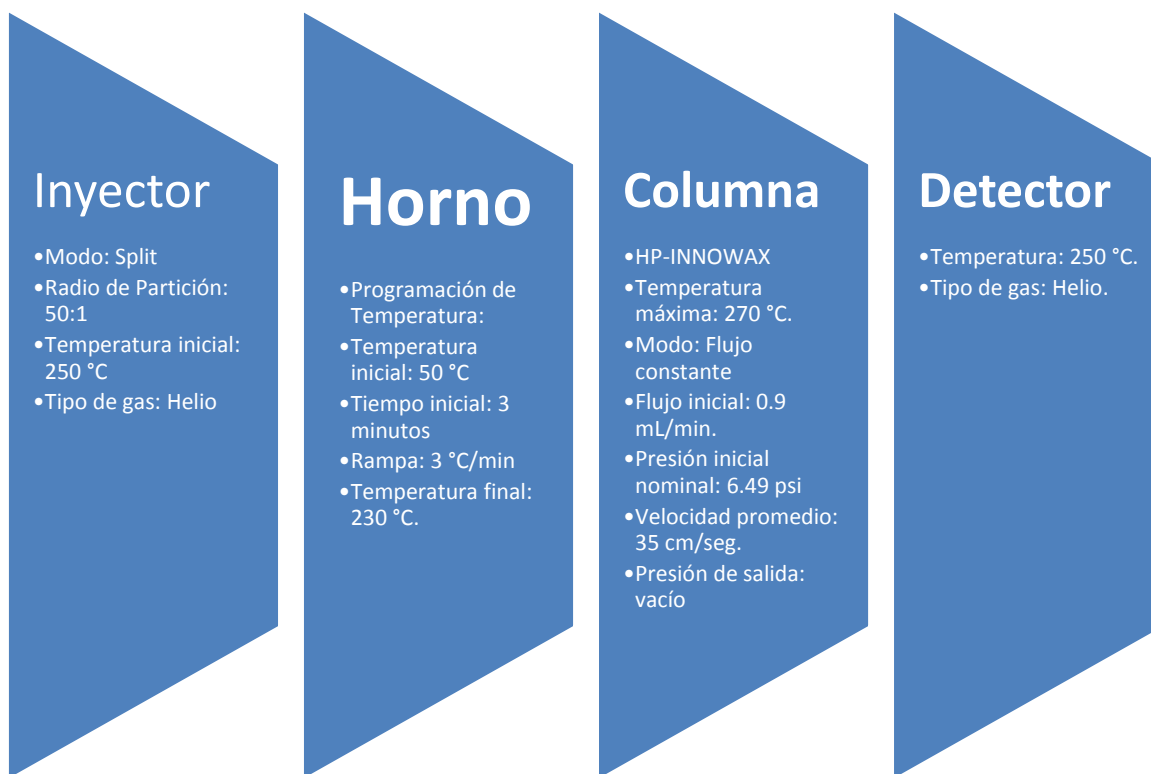 Inyector
•Modo: Split
•Radio de Partición:
50:1
•Temperatura inicial:
250 °C
•Tipo de gas: Helio
Horno
•Programación de
Temperatura:
•Temperatura
inicial: 50 °C
•Tiempo inicial: 3
minutos
•Rampa: 3 °C/min
•Temperatura final:
230 °C.
Columna
•HP-INNOWAX
•Temperatura
máxima: 270 °C.
•Modo: Flujo
constante
•Flujo inicial: 0.9
mL/min.
•Presión inicial
nominal: 6.49 psi
•Velocidad promedio:
35 cm/seg.
•Presión de salida:
vacío
Detector
•Temperatura: 250 °C.
•Tipo de gas: Helio.